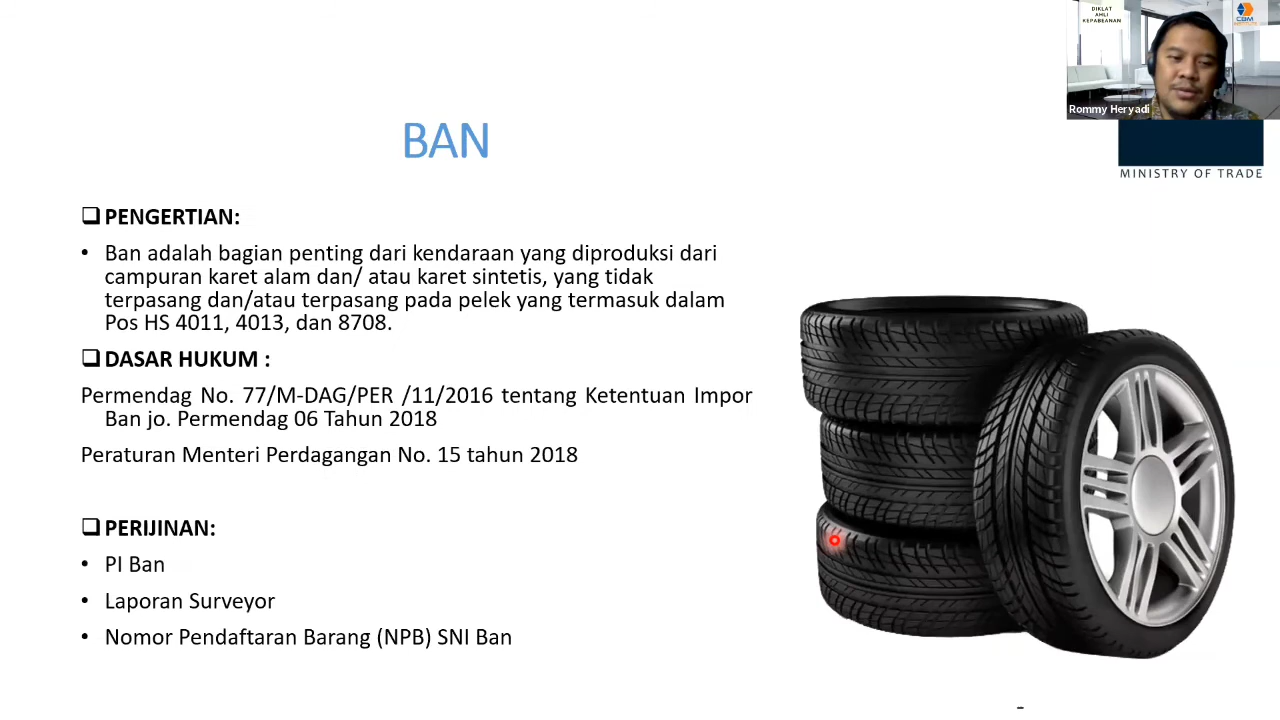 DIKLAT
AHLI
KEPABEANAN
CBM
INSTITUTE
Rommy Heryadi
MINISTRY OF TRADE
BAN
PENGERTIAN:
• Ban adalah bagian penting dari kendaraan yang diproduksi dari
campuran karet alam dan/ atau karet sintetis, yang tidak
terpasang dan/atau terpasang pada pelek yang termasuk dalam
Pos HS 4011, 4013, dan 8708.
DASAR HUKUM :
Permendag No. 77/M-DAG/PER /11/2016 tentang Ketentuan Impor
Ban jo. Permendag 06 Tahun 2018
Peraturan Menteri Perdagangan No. 15 tahun 2018
PERIJINAN:
• PI Ban
• Laporan Surveyor
• Nomor Pendaftaran Barang (NPB) SNI Ban